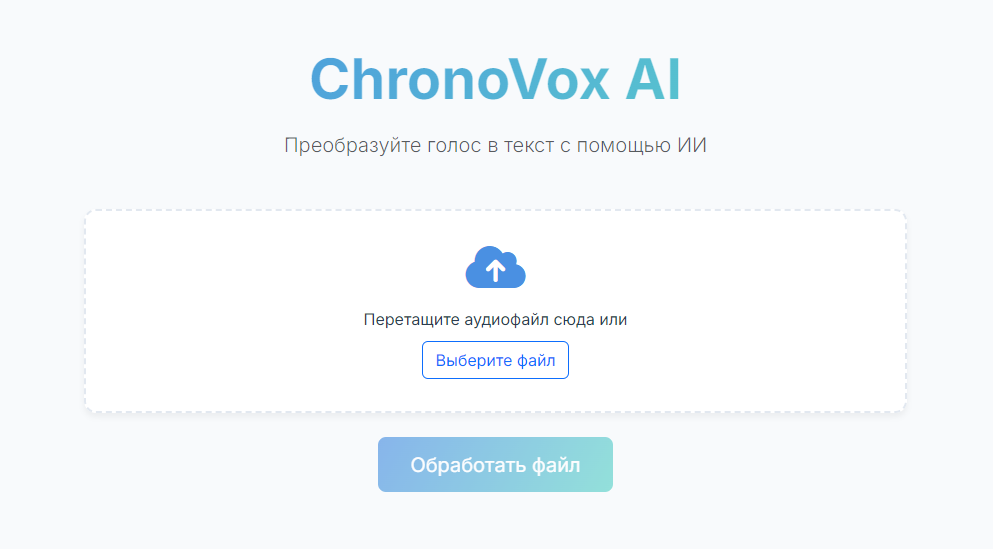 ChronoVox AI
Преобразуйте голос в текст с помощью ИИ
Перетащите аудиофайл сюда или
Выберите файл
Обработать файл